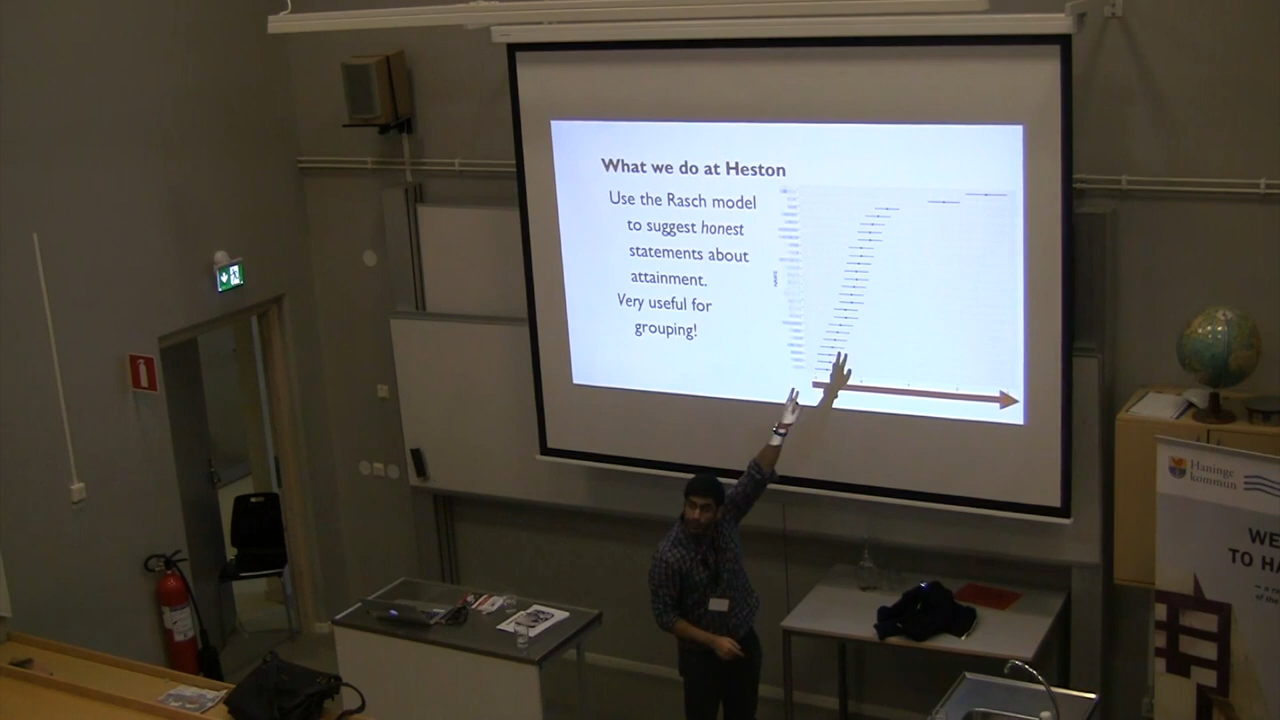 What we do at Heston
Use the Rasch model
to suggest honest
statements about
attainment.
Very useful for
grouping!
Haninge
kommun
WE
TO HA